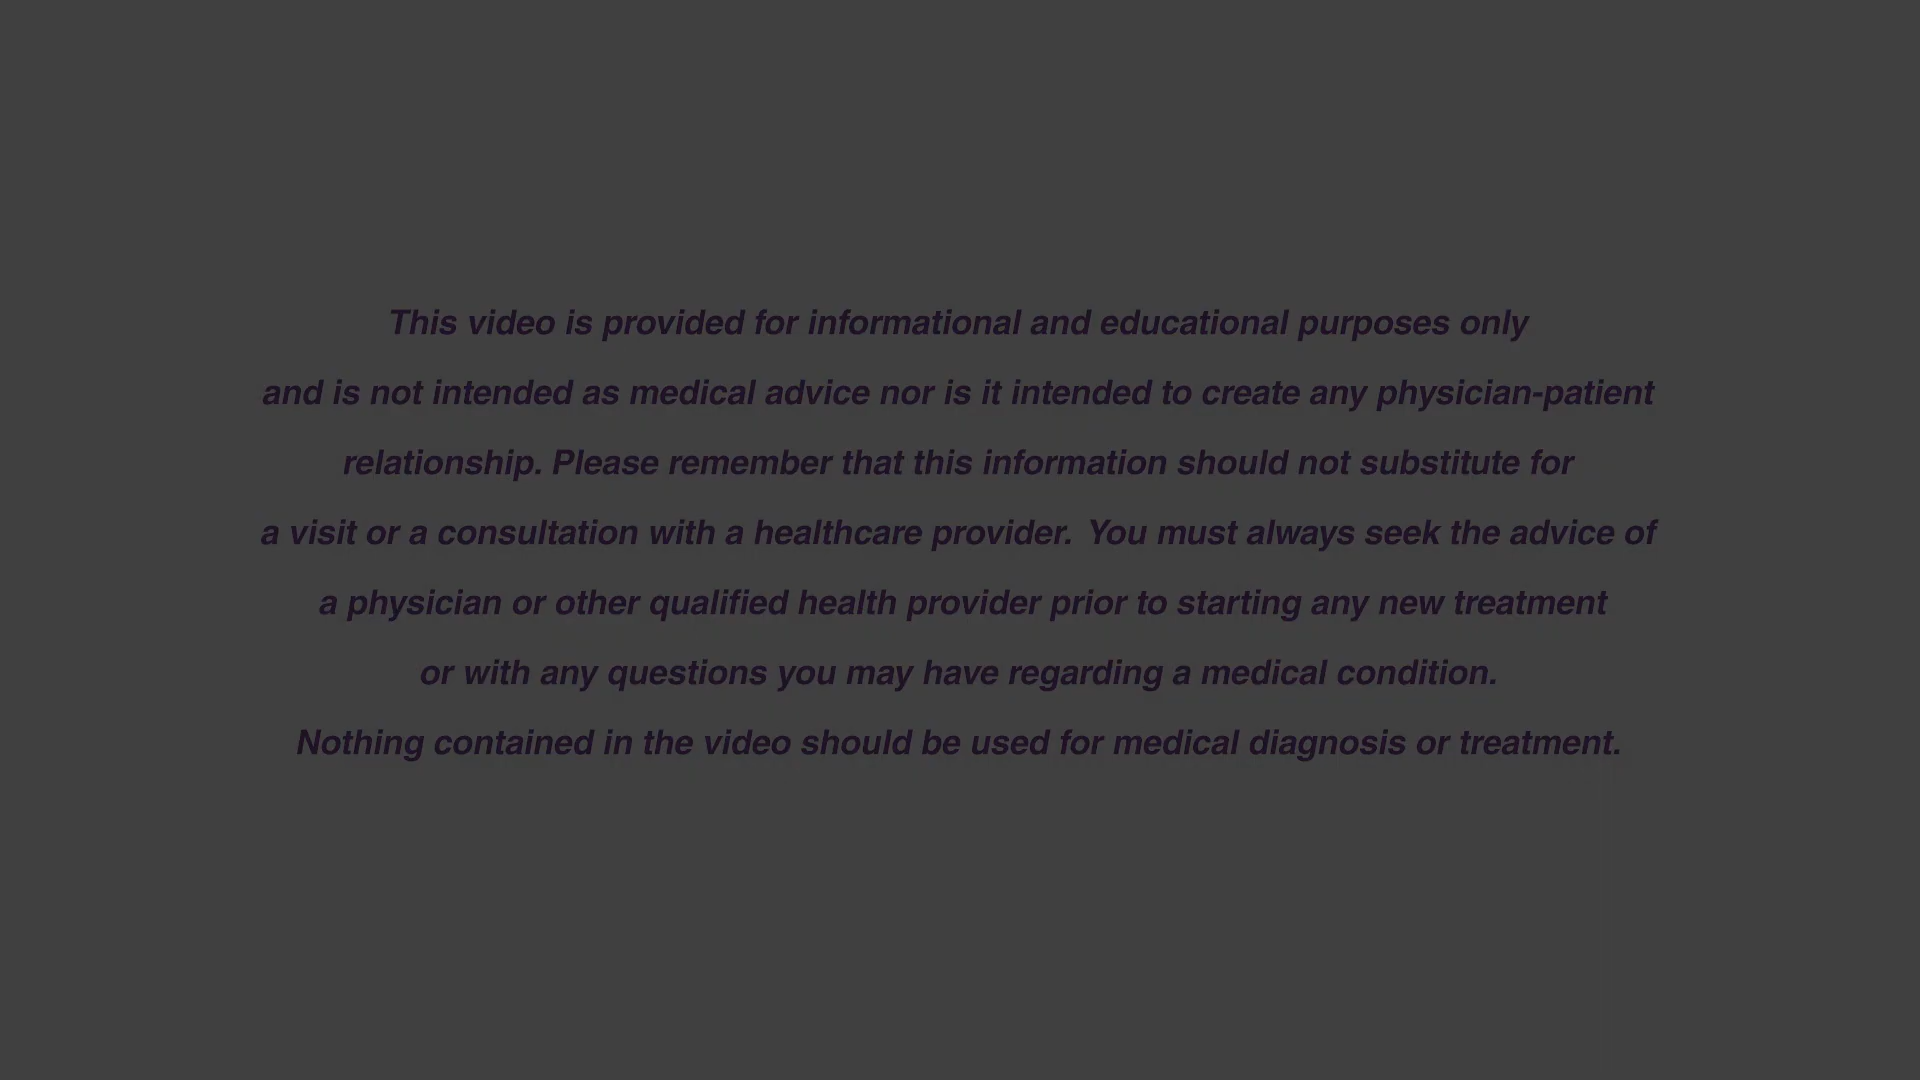 This video is provided for informational and educational purposes only
and is not intended as medical advice nor is it intended to create any physician-patient
relationship. Please remember that this information should not substitute for
a visit or a consultation with a healthcare provider. You must always seek the advice of
a physician or other qualified health provider prior to starting any new treatment
or with any questions you may have regarding a medical condition.
Nothing contained in the video should be used for medical diagnosis or treatment.